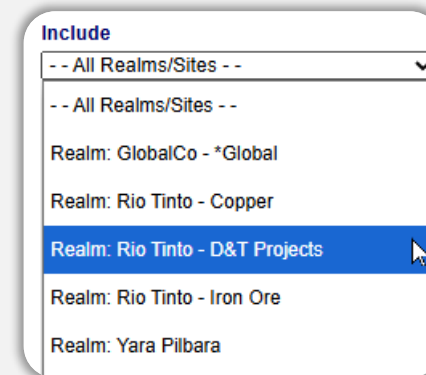 Include
- - All Realms/Sites - -
- - All Realms/Sites - -
Realm: GlobalCo - *Global
Realm: Rio Tinto - Copper
Realm: Rio Tinto - D&T Projects
Realm: Rio Tinto - Iron Ore
Realm: Yara Pilbara